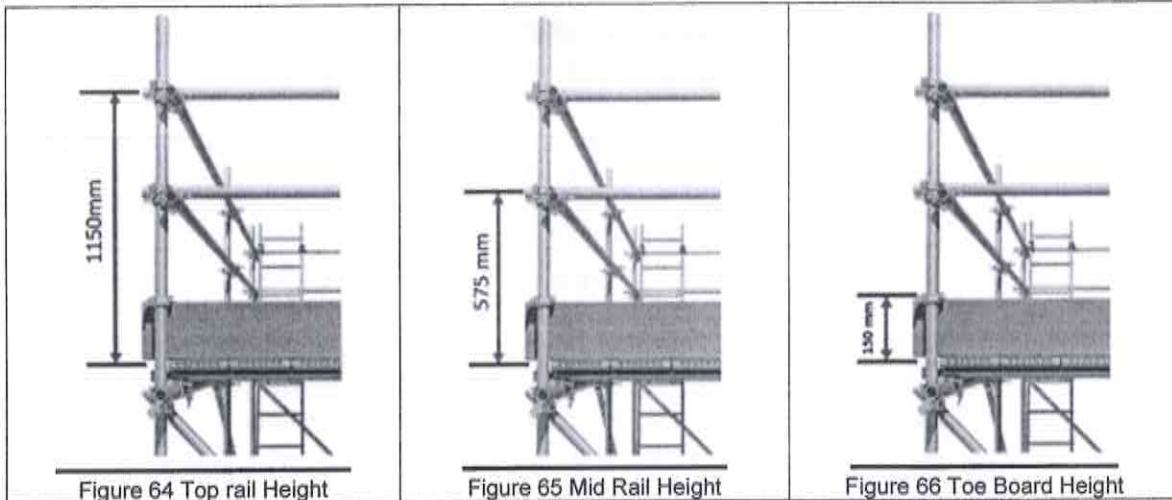 1150mm
Figure 64 Top rail Height
575 mm
Figure 65 Mid Rail Height
150 mm
Figure 66 Toe Board Height